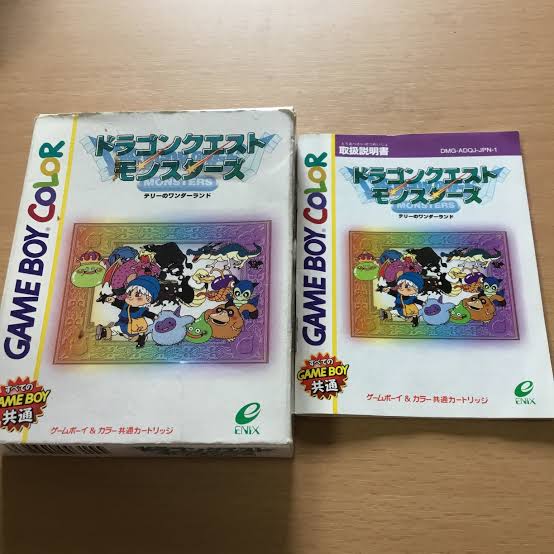 GAME BOY COLOR
ドラゴンクエスト
モンスターズ
MONSTERS
テリーのワンダーランド
すべての
GAME BOY
共通
ゲームボーイ & カラー 共通カートリッジ
ENIX
取扱説明書
DMG-ADQJ-JPN-1
GAME BOY COLOR
ドラゴンクエスト
モンスターズ
MONSTERS
テリーのワンダーランド
すべての
GAME BOY
共通
ゲームボーイ & カラー 共通カートリッジ
ENIX